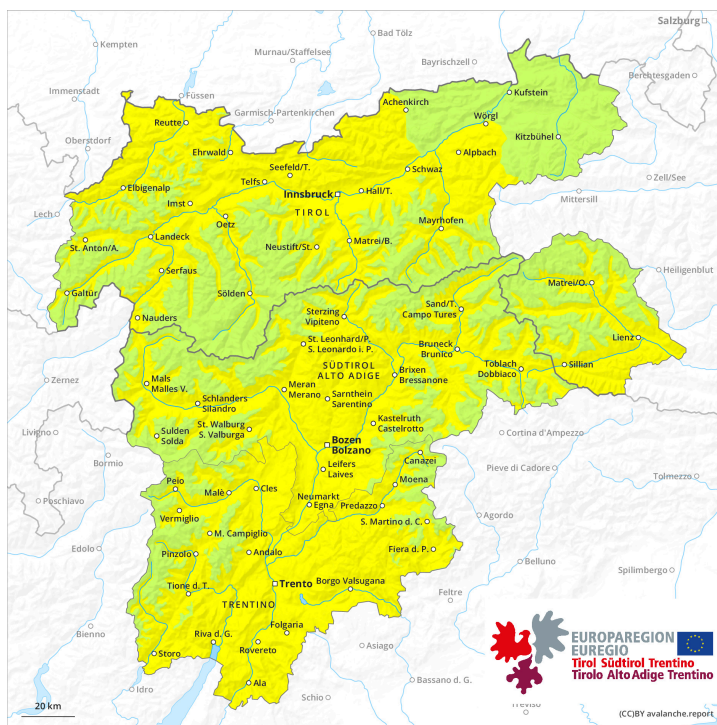 Salzburg
Kempten
Bad Tölz
Murnau/Staffelsee
Bayrischzell
Berchtesgaden
Immenstadt
Füssen
Garmisch-Partenkirchen
Achenkirch
Kufstein
Reutte
Wörgl
Oberstdorf
Ehrwald
Kitzbühel
Alpbach
Seefeld/T.
Schwaz
Zell/See
Elbigenalp
Telfs
Innsbruck
Hall/T.
Mittersill
Imst
Lech
TIROL
Oetz
Mayrhofen
St. Anton/A.
Landeck
Neustift/St.
Matrei/B.
Serfaus
Heiligenblut
Galtür
Sölden
Matrei/O.
Nauders
Sterzing
Vipiteno
Sand/T.
Campo Tures
St. Leonhard/P.
S. Leonardo i. P.
Bruneck
Brunico
Lienz
SÜDTIROL
ALTO ADIGE
Toblach
Dobbiaco
Sillian
Zernez
Mals
Malles V.
Meran
Merano
Brixen
Bressanone
Schlanders
Silandro
Sarnthein
Sarentino
St. Walburg
S. Valburga
Kastelruth
Castelrotto
Livigno
Sulden
Solda
Bozen
Bolzano
Cortina d'Ampezzo
Bormio
Leifers
Laives
Canazei
Pieve di Cadore
Peio
Malè
Cles
Moena
Tolmezzo
Poschiavo
Neumarkt
Egna
Predazzo
Vermiglio
Agordo
S. Martino d. C.
M. Campiglio
Edolo
Pinzolo
Andalo
Fiera d. P.
Belluno
Spilimbergo
Tione d. T.
Trento
Borgo Valsugana
Feltre
TRENTINO
Folgaria
Bienno
Riva d. G.
Rovereto
Asiago
Storo
Bassano d. G.
Idro
Ala
Schio
Treviso
EUROPAREGION
EUREGIO
Tirol Südtirol Trentino
Tirolo Alto Adige Trentino
20 km
(CC)BY avalanche.report